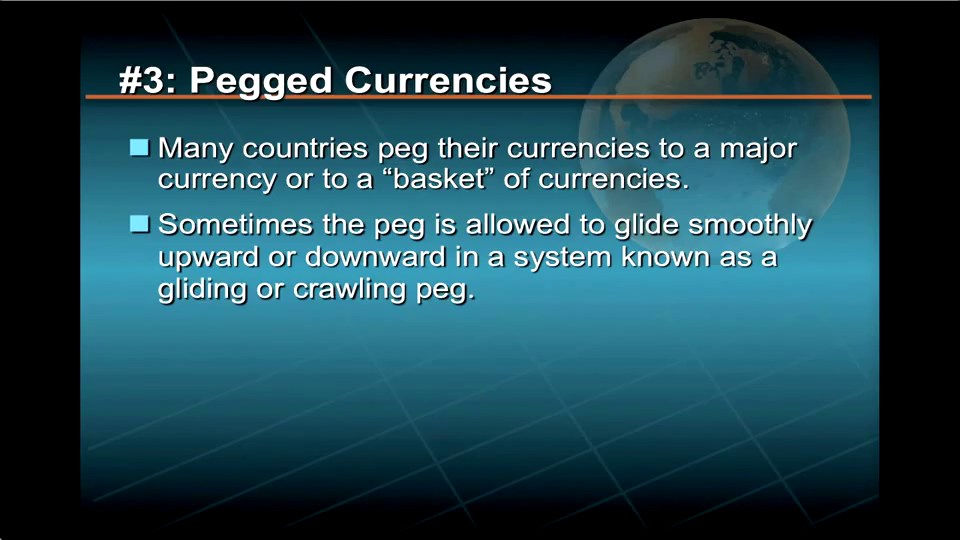 #3: Pegged Currencies
Many countries peg their currencies to a major
currency or to a “basket” of currencies.
Sometimes the peg is allowed to glide smoothly
upward or downward in a system known as a
gliding or crawling peg.